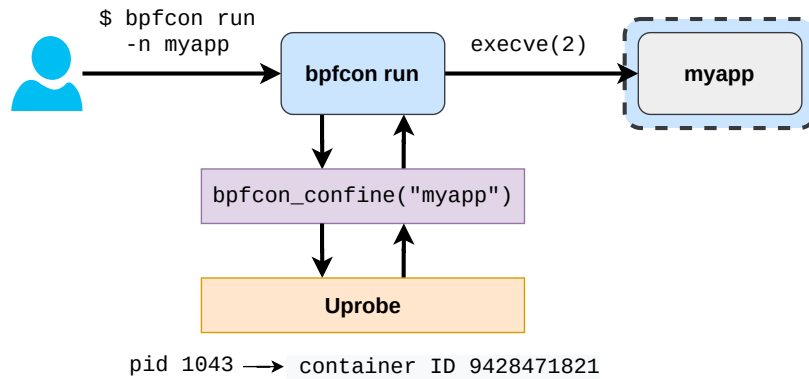 $ bpfcon run
-n myapp
bpfcon run
execve(2)
myapp
bpfcon_confine("myapp")
Uprobe
pid 1043
container ID 9428471821